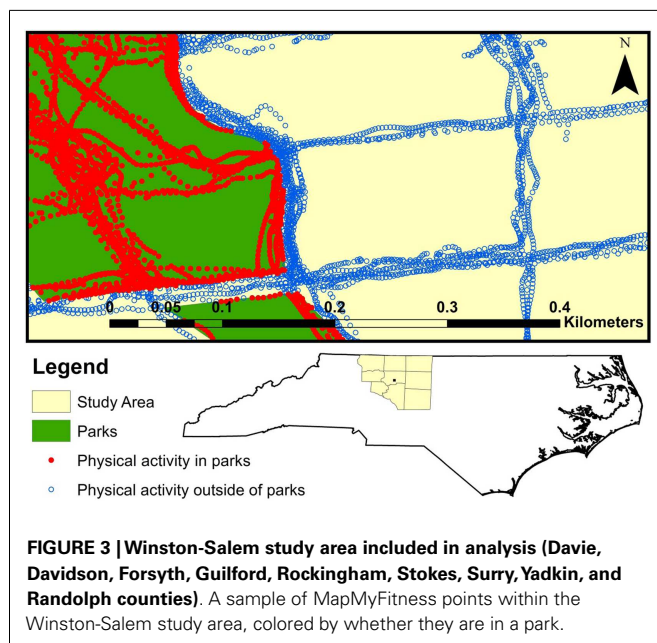 N
0 0.05 0.1 0.2 0.3 0.4
Kilometers
Legend
Study Area
Parks
Physical activity in parks
Physical activity outside of parks
FIGURE 3 | Winston-Salem study area included in analysis (Davie,
Davidson, Forsyth, Guilford, Rockingham, Stokes, Surry, Yadkin, and
Randolph counties). A sample of MapMyFitness points within the
Winston-Salem study area, colored by whether they are in a park.